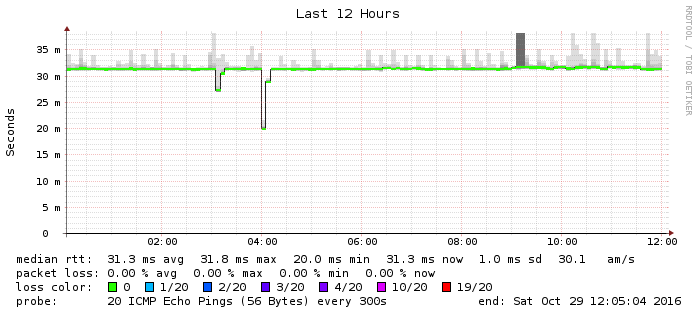 Last 12 Hours
RRDTOOL / TOBI OETIKER
Seconds
35 m
30 m
25 m
20 m
15 m
10 m
5 m
0
02:00 04:00 06:00 08:00 10:00 12:00
median rtt: 31.3 ms avg 31.8 ms max 20.0 ms min 31.3 ms now 1.0 ms sd 30.1 am/s
packet loss: 0.00 % avg 0.00 % max 0.00 % min 0.00 % now
loss color: 0 1/20 2/20 3/20 4/20 10/20 19/20
probe: 20 ICMP Echo Pings (56 Bytes) every 300s end: Sat Oct 29 12:05:04 2016